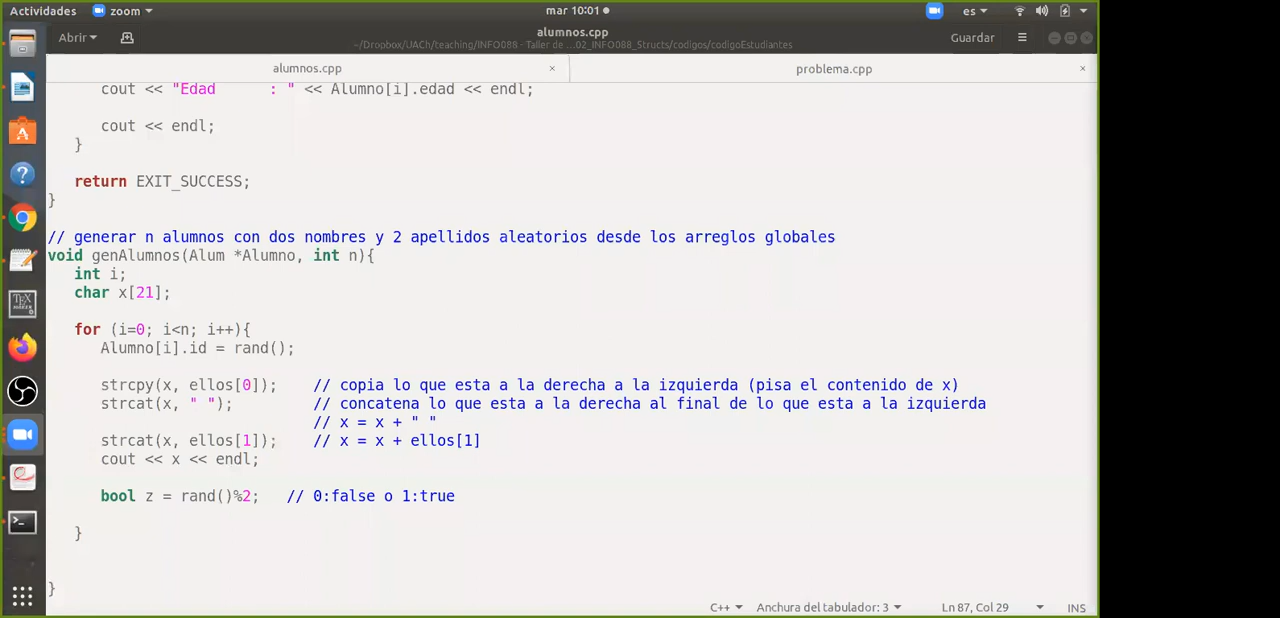 Actividades zoom mar 10:01 es
Abrir alumnos.cpp Guardar
~/Dropbox/UACh/teaching/INFO088 - Taller de ...02_INFO088_Structs/codigos/codigoEstudiantes
alumnos.cpp × problema.cpp ×
cout << "Edad      : " << Alumno[i].edad << endl;
cout << endl;
}
return EXIT_SUCCESS;
}
// generar n alumnos con dos nombres y 2 apellidos aleatorios desde los arreglos globales
void genAlumnos(Alum *Alumno, int n){
int i;
char x[21];
for (i=0; i<n; i++){
Alumno[i].id = rand();
strcpy(x, ellos[0]);    // copia lo que esta a la derecha a la izquierda (pisa el contenido de x)
strcat(x, " ");         // concatena lo que esta a la derecha al final de lo que esta a la izquierda
// x = x + " "
strcat(x, ellos[1]);    // x = x + ellos[1]
cout << x << endl;
bool z = rand()%2;   // 0:false o 1:true
}
}
C++ Anchura del tabulador: 3 Ln 87, Col 29 INS